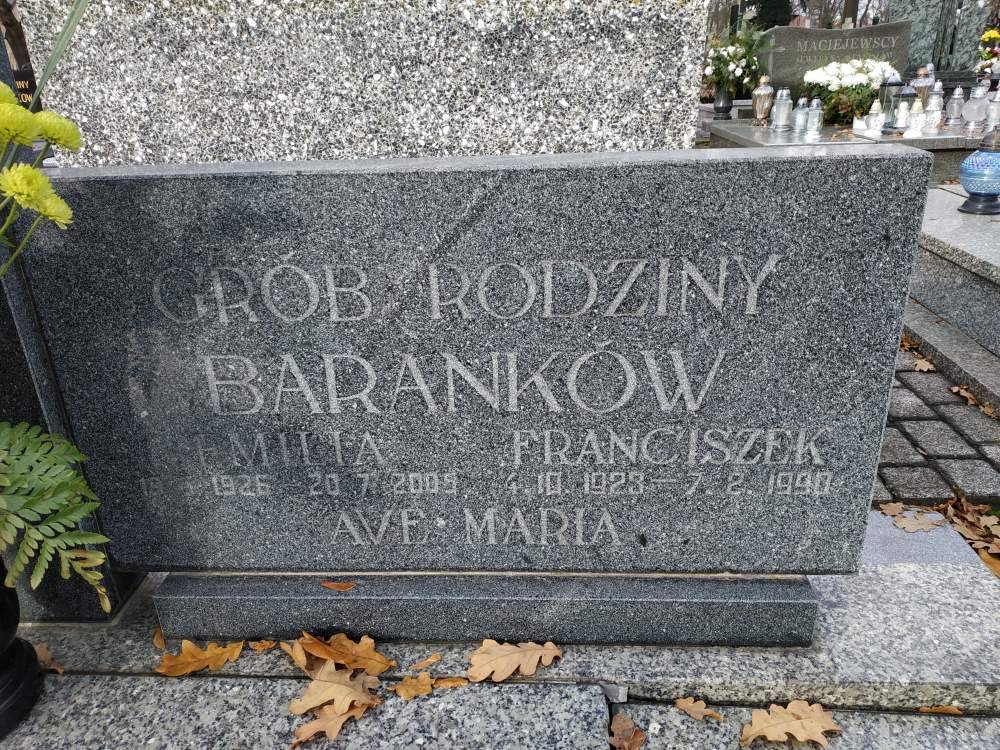 MACIEJEWSCY
GRÓB RODZINY
BARANKÓW
EMILIA FRANCISZEK
1926 20 7 2005 4. 10. 1923 — 7. 2. 1990
AVE MARIA